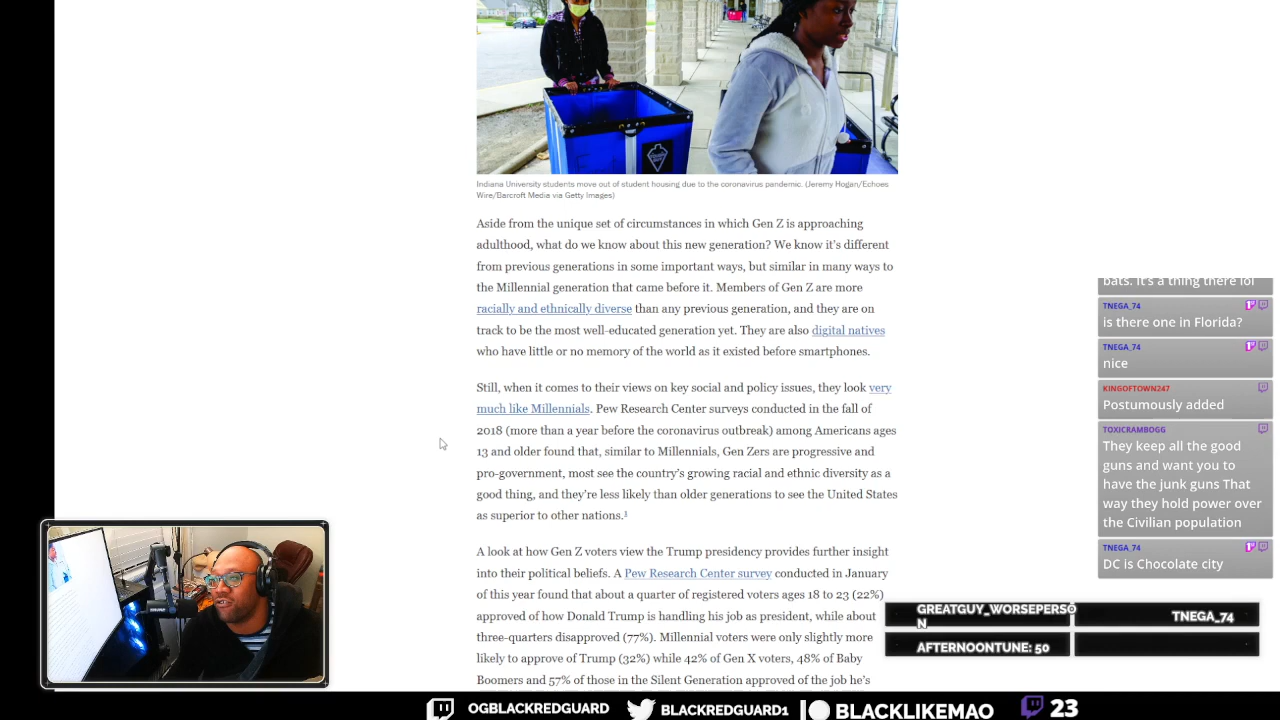 Indiana University students move out of student housing due to the coronavirus pandemic. (Jeremy Hogan/Echoes
Wire/Barcroft Media via Getty Images)
Aside from the unique set of circumstances in which Gen Z is approaching
adulthood, what do we know about this new generation? We know it's different
from previous generations in some important ways, but similar in many ways to
the Millennial generation that came before it. Members of Gen Z are more
racially and ethnically diverse than any previous generation, and they are on
track to be the most well-educated generation yet. They are also digital natives
who have little or no memory of the world as it existed before smartphones.
Still, when it comes to their views on key social and policy issues, they look very
much like Millennials. Pew Research Center surveys conducted in the fall of
2018 (more than a year before the coronavirus outbreak) among Americans ages
13 and older found that, similar to Millennials, Gen Zers are progressive and
pro-government, most see the country's growing racial and ethnic diversity as a
good thing, and they're less likely than older generations to see the United States
as superior to other nations.
A look at how Gen Z voters view the Trump presidency provides further insight
into their political beliefs. A Pew Research Center survey conducted in January
of this year found that about a quarter of registered voters ages 18 to 23 (22%)
approved of how Donald Trump is handling his job as president, while about
three-quarters disapproved (77%). Millennial voters were only slightly more
likely to approve of Trump (32%) while 42% of Gen X voters, 48% of Baby
Boomers and 57% of those in the Silent Generation approved of the job he's
bats. It's a thing there lol
TNEGA_74
is there one in Florida?
TNEGA_74
nice
KINGOFTOWN247
Postumously added
TOXICRAMBOGG
They keep all the good
guns and want you to
have the junk guns That
way they hold power over
the Civilian population
TNEGA_74
DC is Chocolate city
GREATGUY_WORSEPERSO
N
TNEGA_74
AFTERNOONTUNE: 50
OGBLACKREDGUARD
BLACKREDGUARD1
BLACKLIKEMAO
23